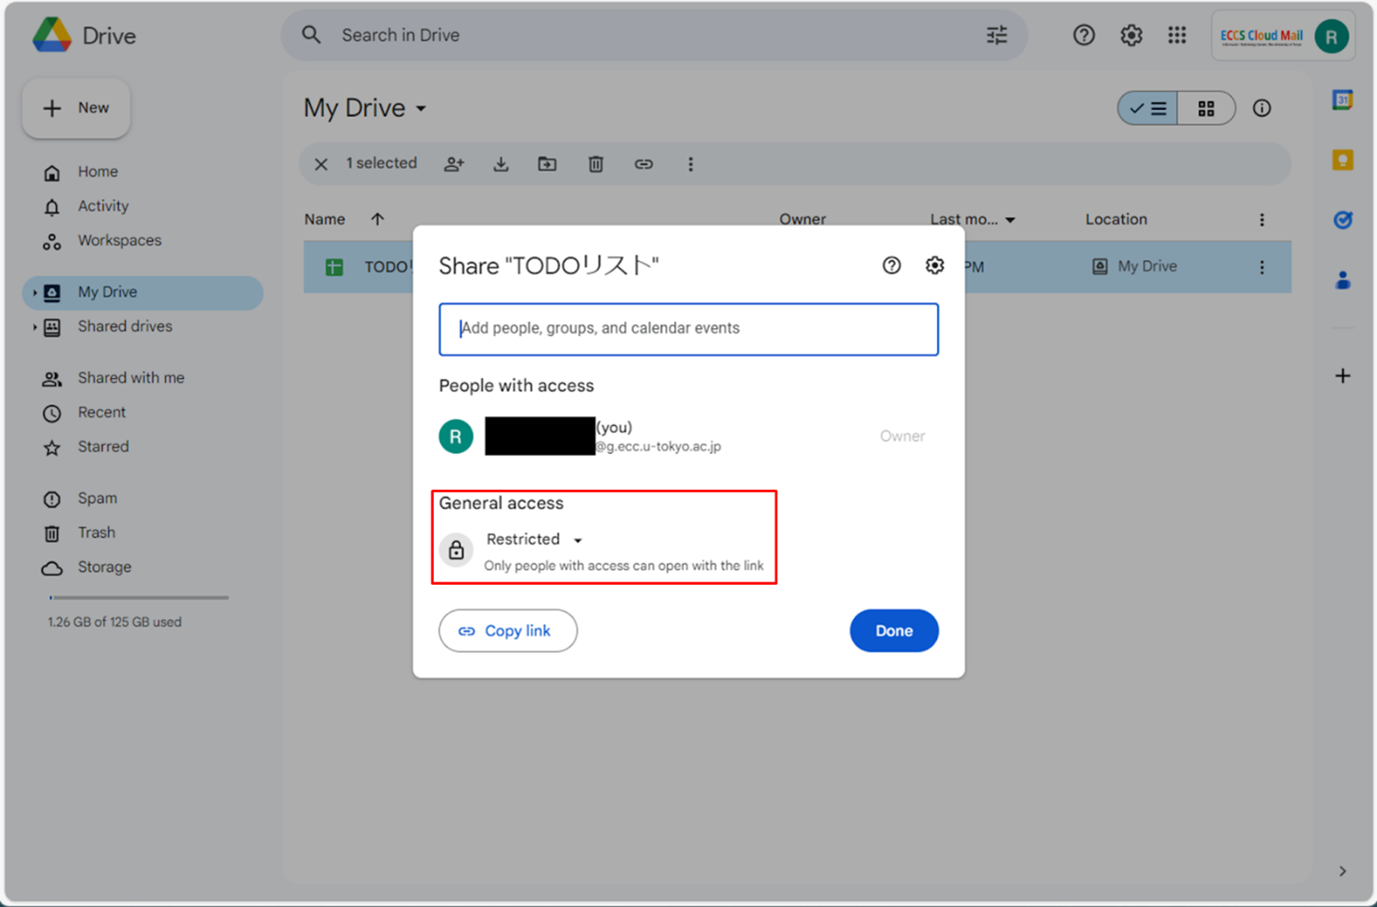 Drive
Search in Drive
ECCS Cloud Mail
R
New
My Drive
31
1 selected
Home
Activity
Workspaces
My Drive
Shared drives
Shared with me
Recent
Starred
Spam
Trash
Storage
1.26 GB of 125 GB used
Name Owner Last mo... Location
TODO PM My Drive
Share "TODOリスト"
Add people, groups, and calendar events
People with access
R (you)
@g.ecc.u-tokyo.ac.jp
Owner
General access
Restricted
Only people with access can open with the link
Copy link
Done